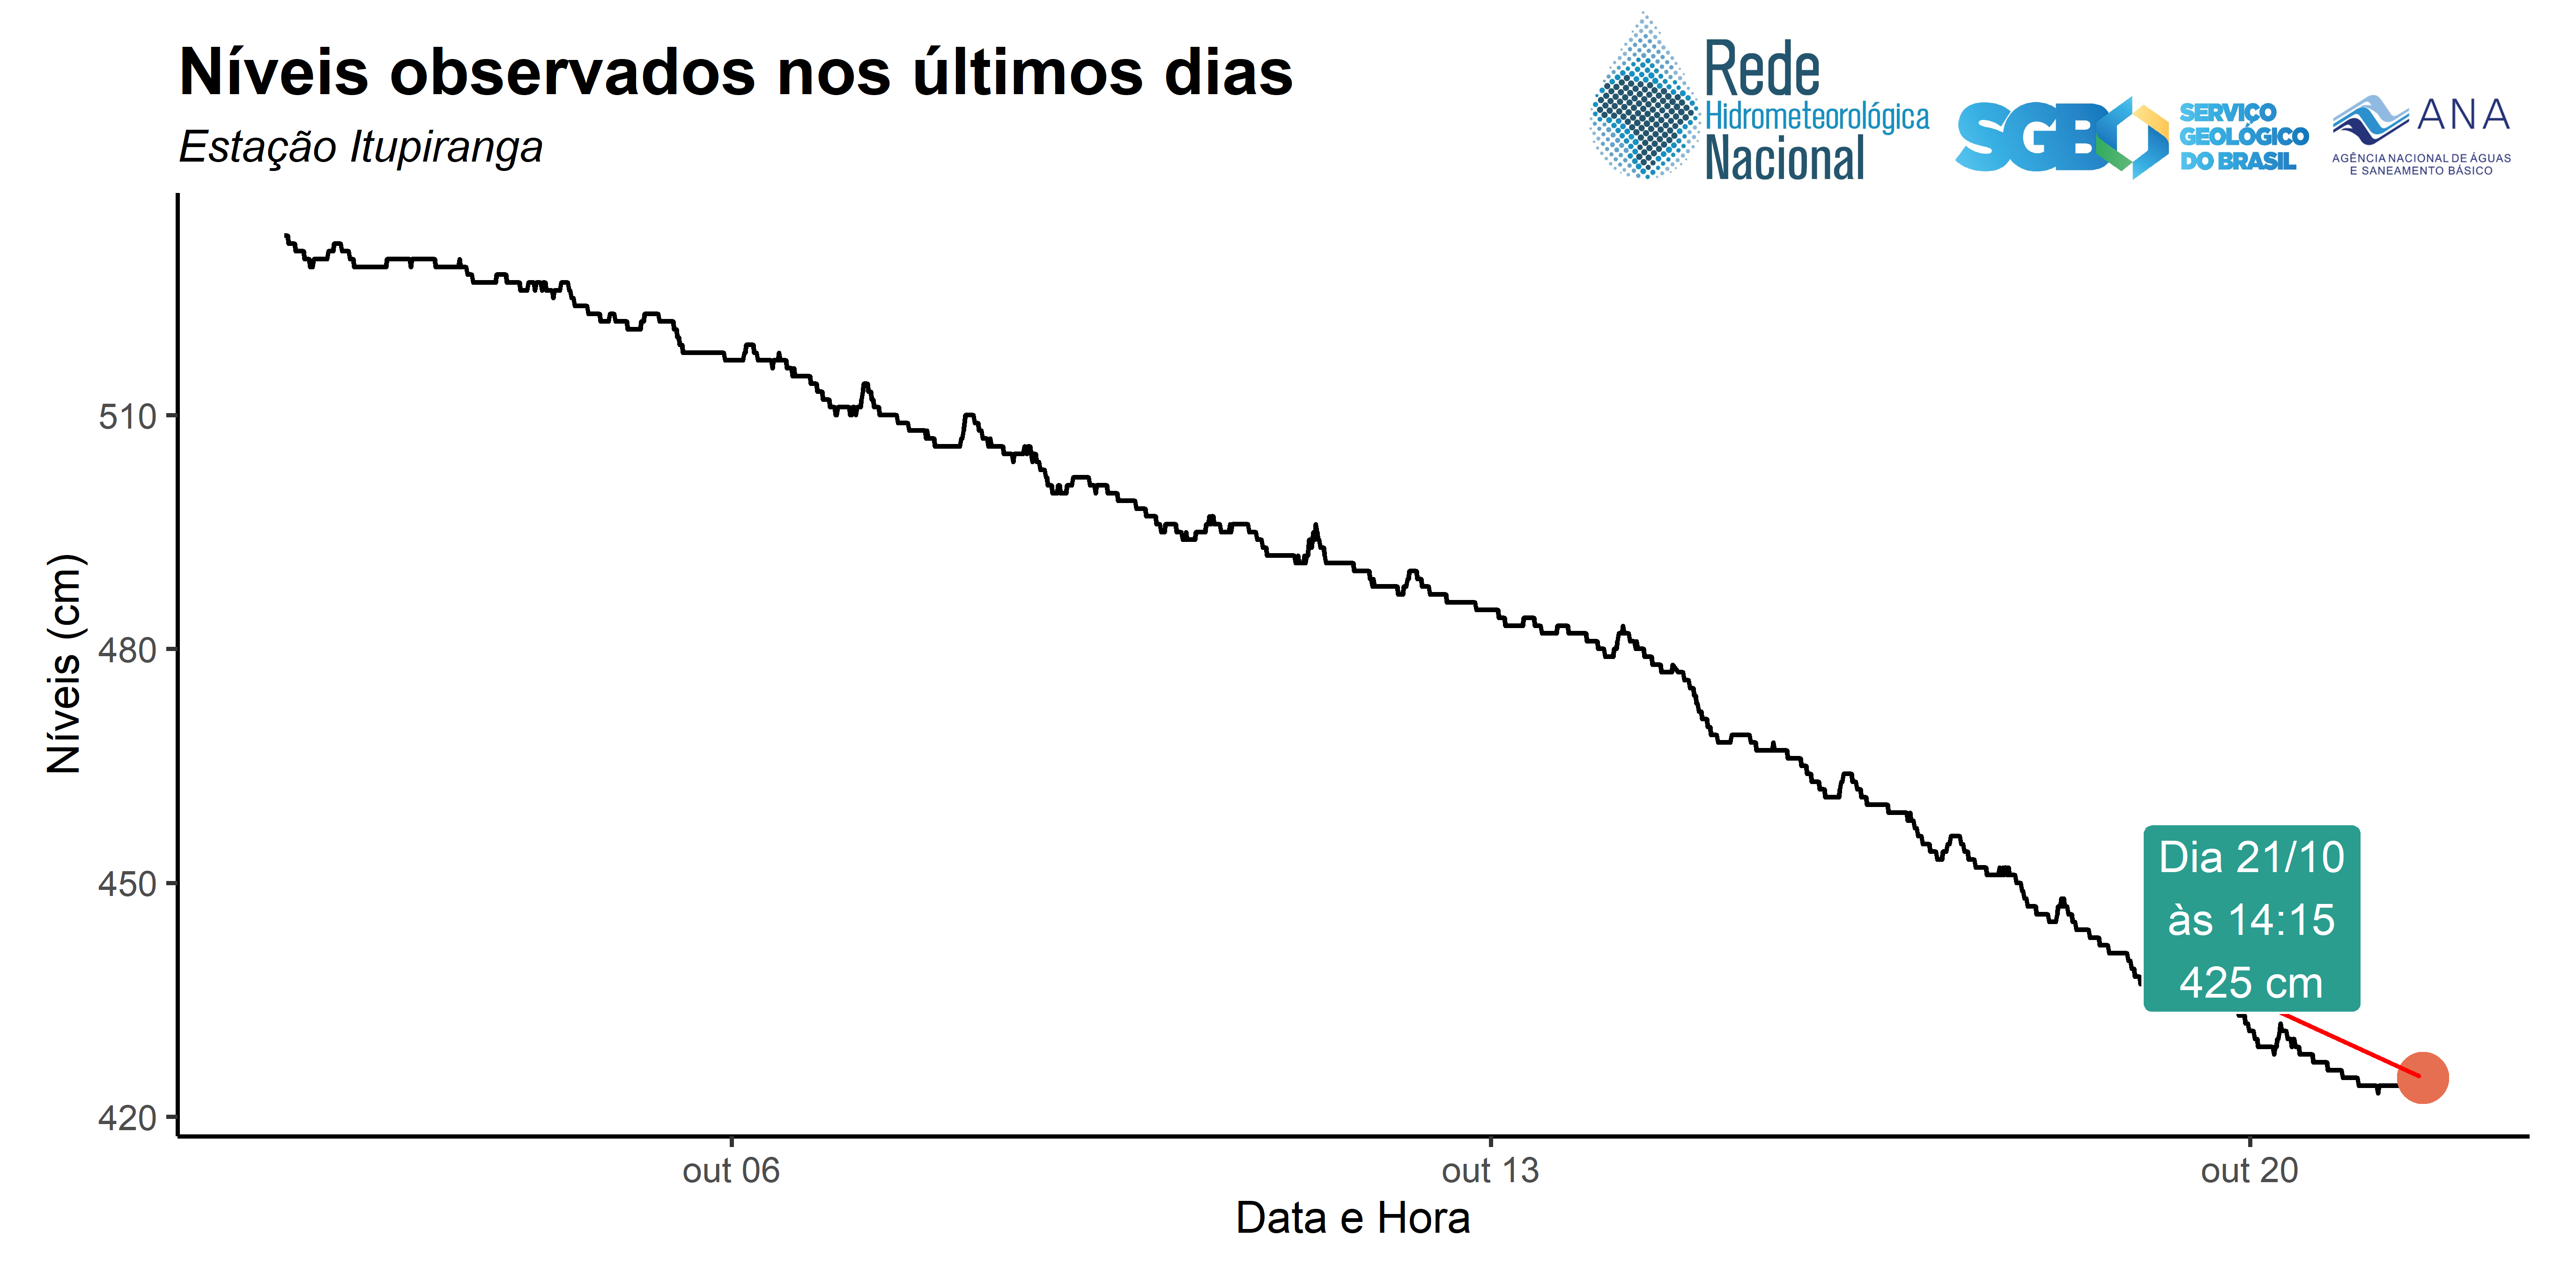 Níveis observados nos últimos dias
Estação Itupiranga
Rede
Hidrometeorológica
Nacional
SGB
SERVIÇO
GEOLÓGICO
DO BRASIL
ANA
AGÊNCIA NACIONAL DE ÁGUAS
E SANEAMENTO BÁSICO
Níveis (cm)
510
480
450
420
Dia 21/10
às 14:15
425 cm
out 06
out 13
out 20
Data e Hora